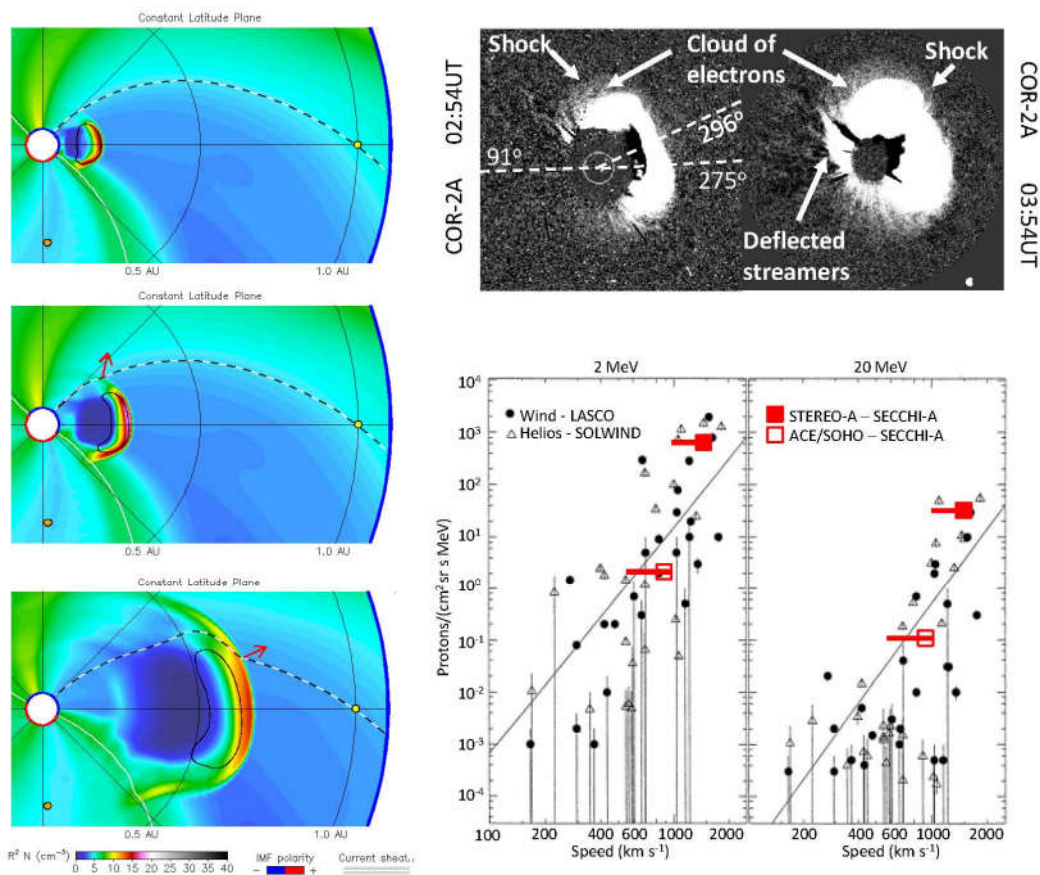 Constant Latitude Plane
0.5 AU
1.0 AU
Constant Latitude Plane
0.5 AU
1.0 AU
Constant Latitude Plane
0.5 AU
1.0 AU
R² N (cm⁻³)
0 5 10 15 20 25 30 35 40
IMF polarity
− +
Current sheat.
COR-2A 02:54UT
Shock
Cloud of electrons
Shock
91°
296°
275°
Deflected streamers
COR-2A 03:54UT
2 MeV
20 MeV
Protons/(cm² sr s MeV)
10⁴
10³
10²
10¹
10⁰
10⁻¹
10⁻²
10⁻³
10⁻⁴
Wind - LASCO
Helios - SOLWIND
STEREO-A – SECCHI-A
ACE/SOHO – SECCHI-A
100 200 400 600 1000 2000
200 400 600 1000 2000
Speed (km s⁻¹)
Speed (km s⁻¹)